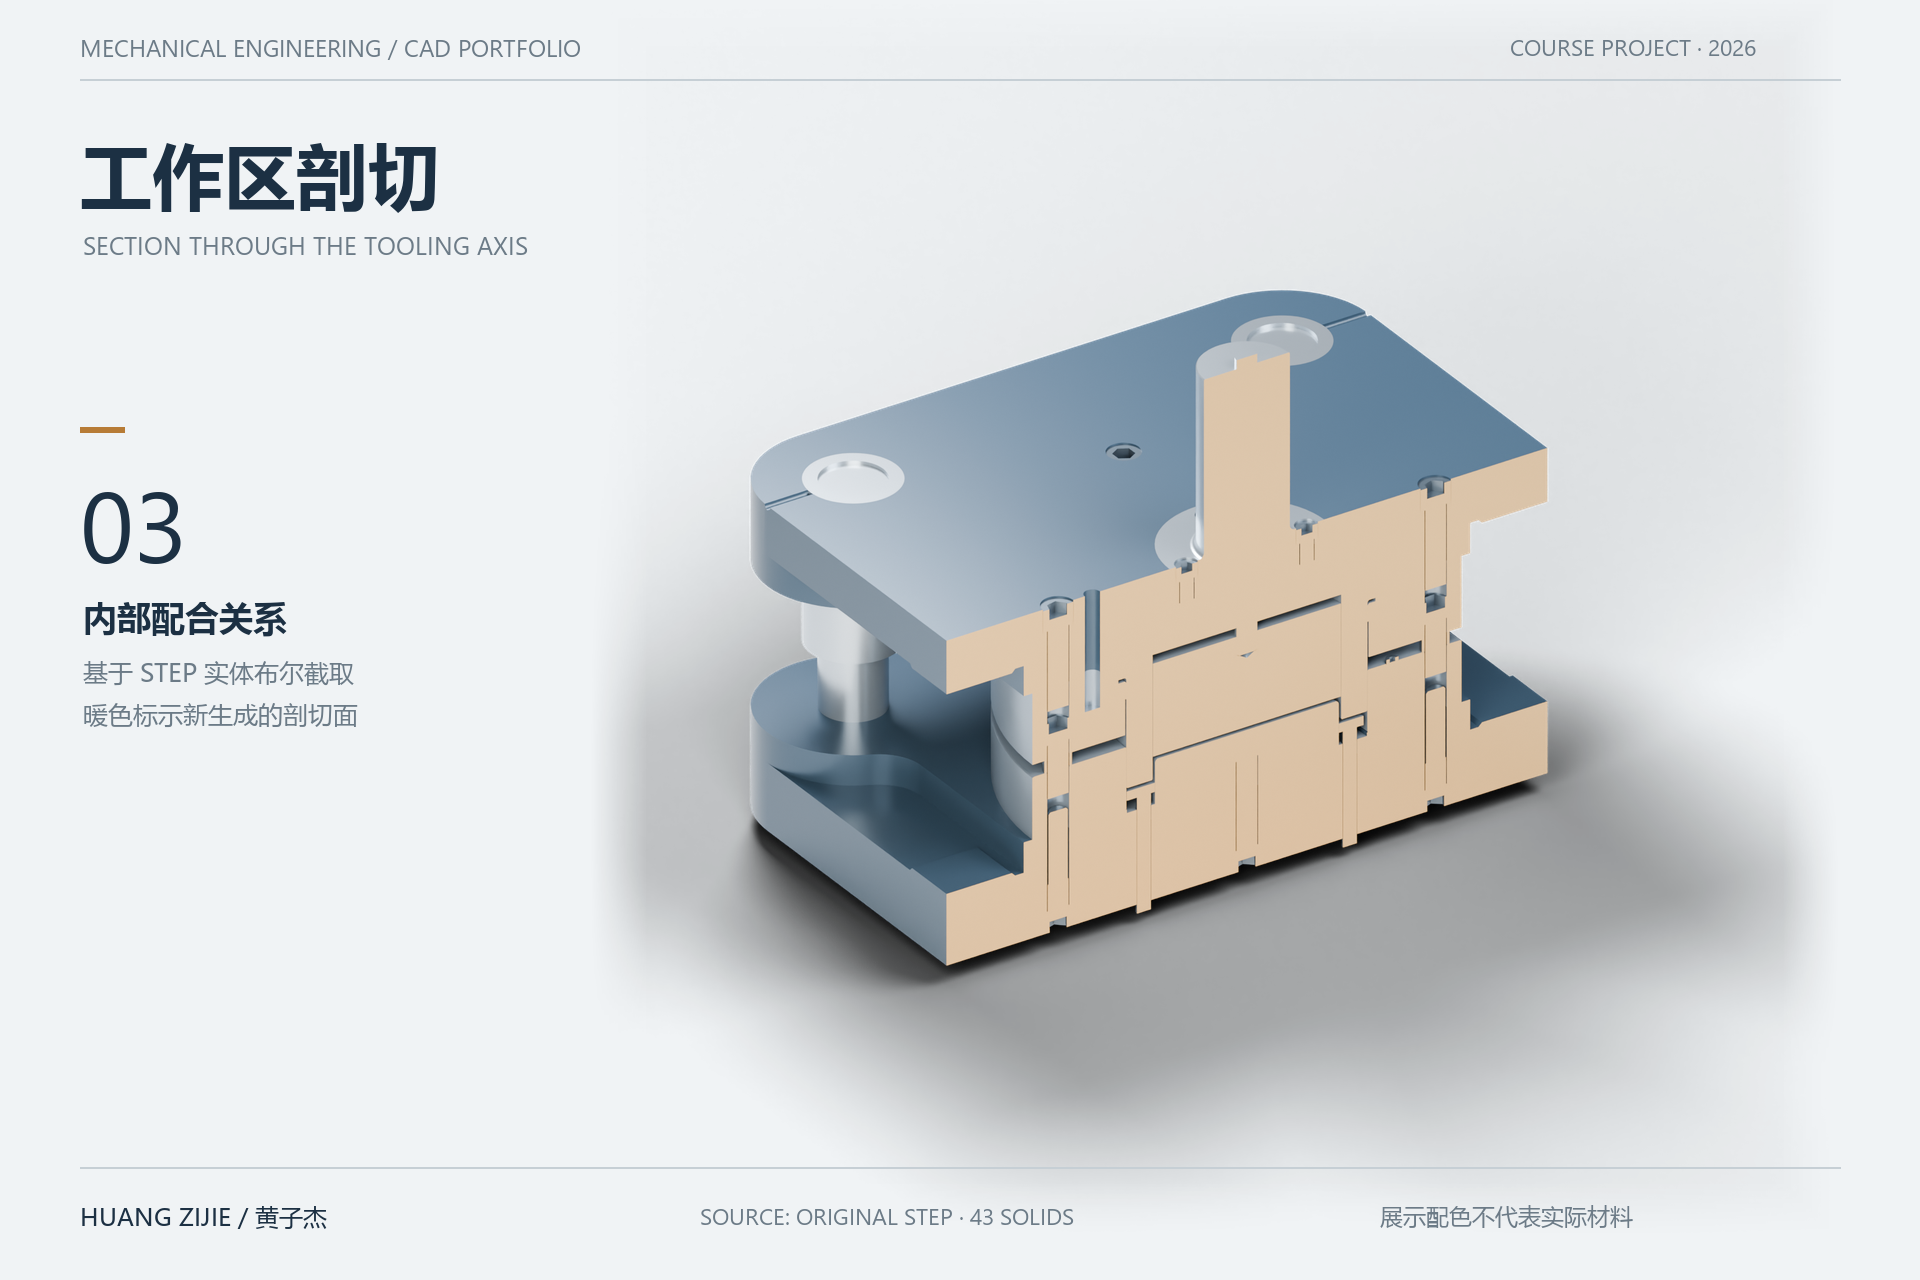 MECHANICAL ENGINEERING / CAD PORTFOLIO
COURSE PROJECT · 2026
工作区剖切
SECTION THROUGH THE TOOLING AXIS
03
内部配合关系
基于 STEP 实体布尔截取
暖色标示新生成的剖切面
HUANG ZIJIE / 黄子杰
SOURCE: ORIGINAL STEP · 43 SOLIDS
展示配色不代表实际材料